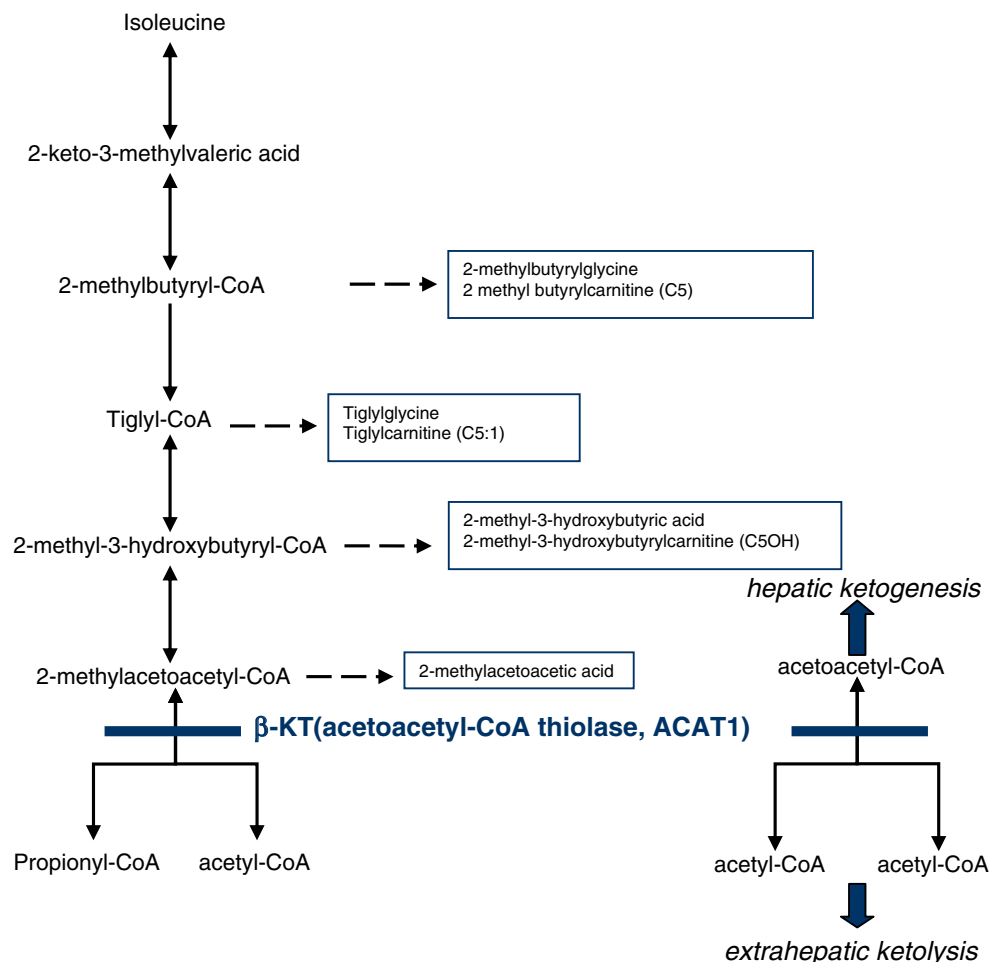 Isoleucine
2-keto-3-methylvaleric acid
2-methylbutyryl-CoA
2-methylbutyrylglycine
2 methyl butyrylcarnitine (C5)
Tiglyl-CoA
Tiglylglycine
Tiglylcarnitine (C5:1)
2-methyl-3-hydroxybutyryl-CoA
2-methyl-3-hydroxybutyric acid
2-methyl-3-hydroxybutyrylcarnitine (C5OH)
hepatic ketogenesis
2-methylacetoacetyl-CoA
2-methylacetoacetic acid
acetoacetyl-CoA
β-KT(acetoacetyl-CoA thiolase, ACAT1)
Propionyl-CoA
acetyl-CoA
acetyl-CoA
acetyl-CoA
extrahepatic ketolysis